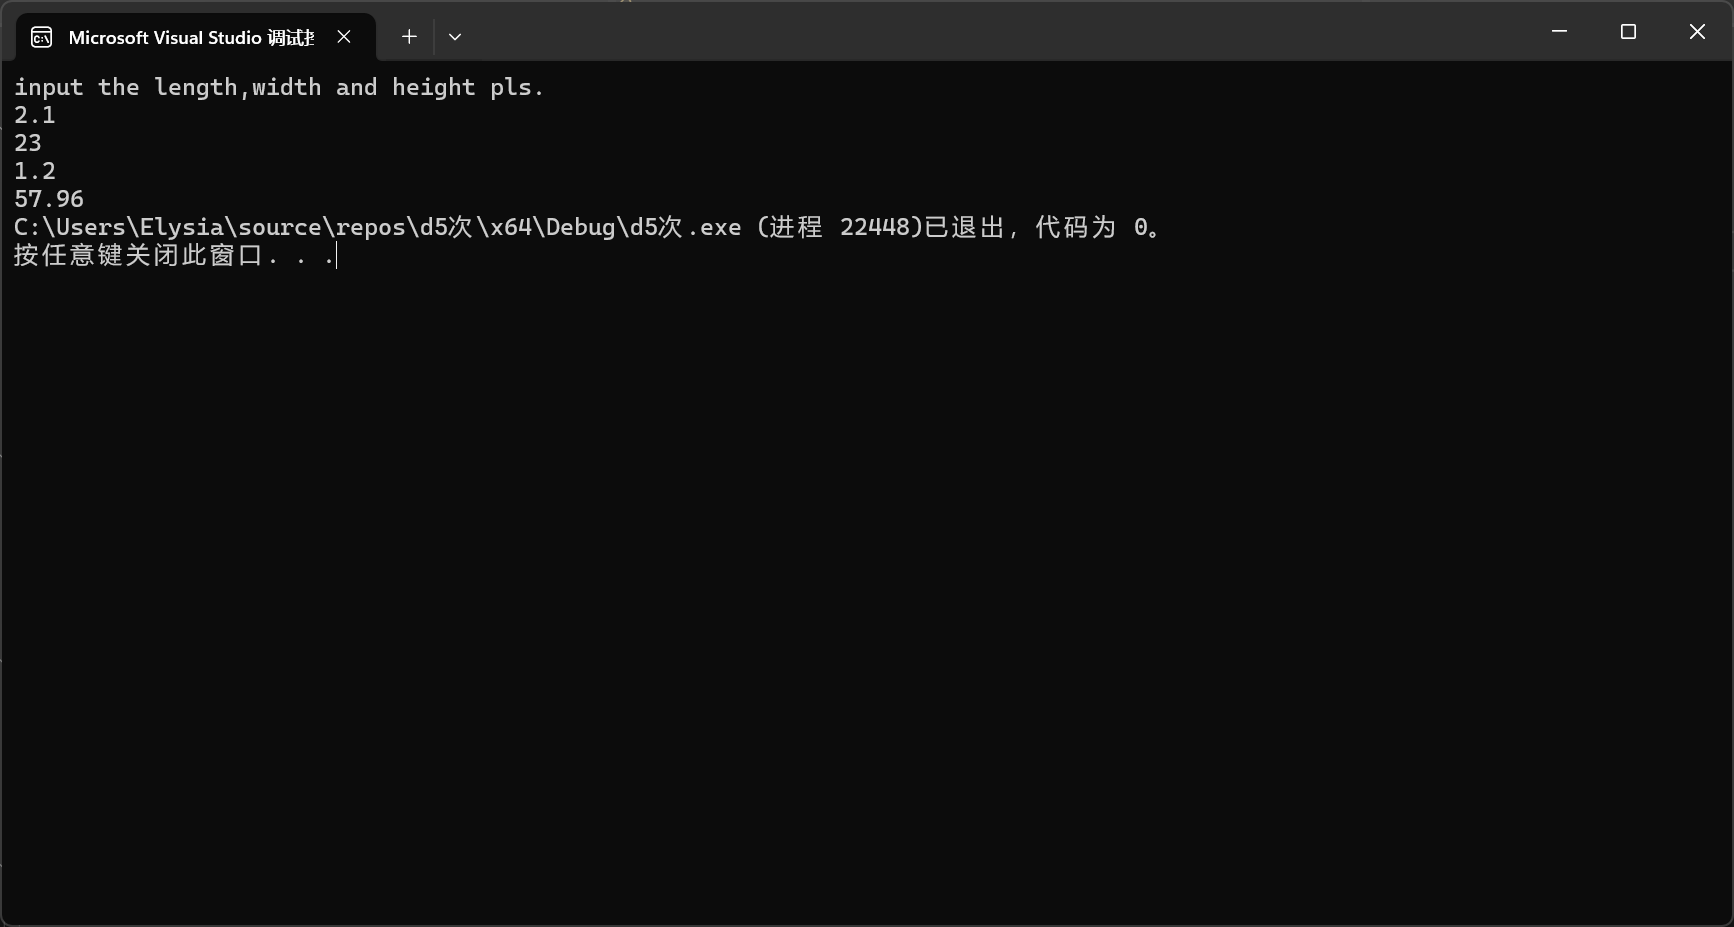 Microsoft Visual Studio 调试
input the length,width and height pls.
2.1
23
1.2
57.96
C:\Users\Elysia\source\repos\d5次\x64\Debug\d5次.exe (进程 22448)已退出，代码为 0。
按任意键关闭此窗口. . .